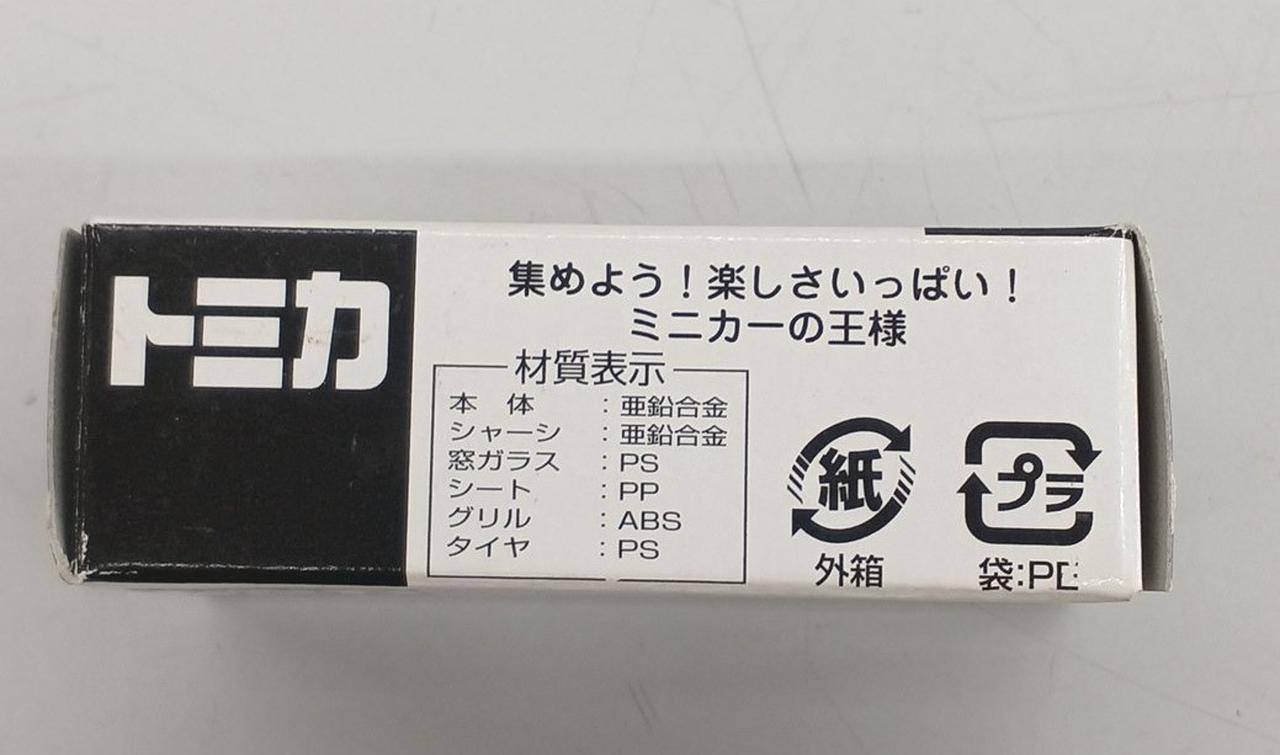 トミカ
集めよう！楽しさいっぱい！
ミニカーの王様
材質表示
本　体　：亜鉛合金
シャーシ　：亜鉛合金
窓ガラス　：PS
シート　：PP
グリル　：ABS
タイヤ　：PS
紙
外箱
プラ
袋:PE